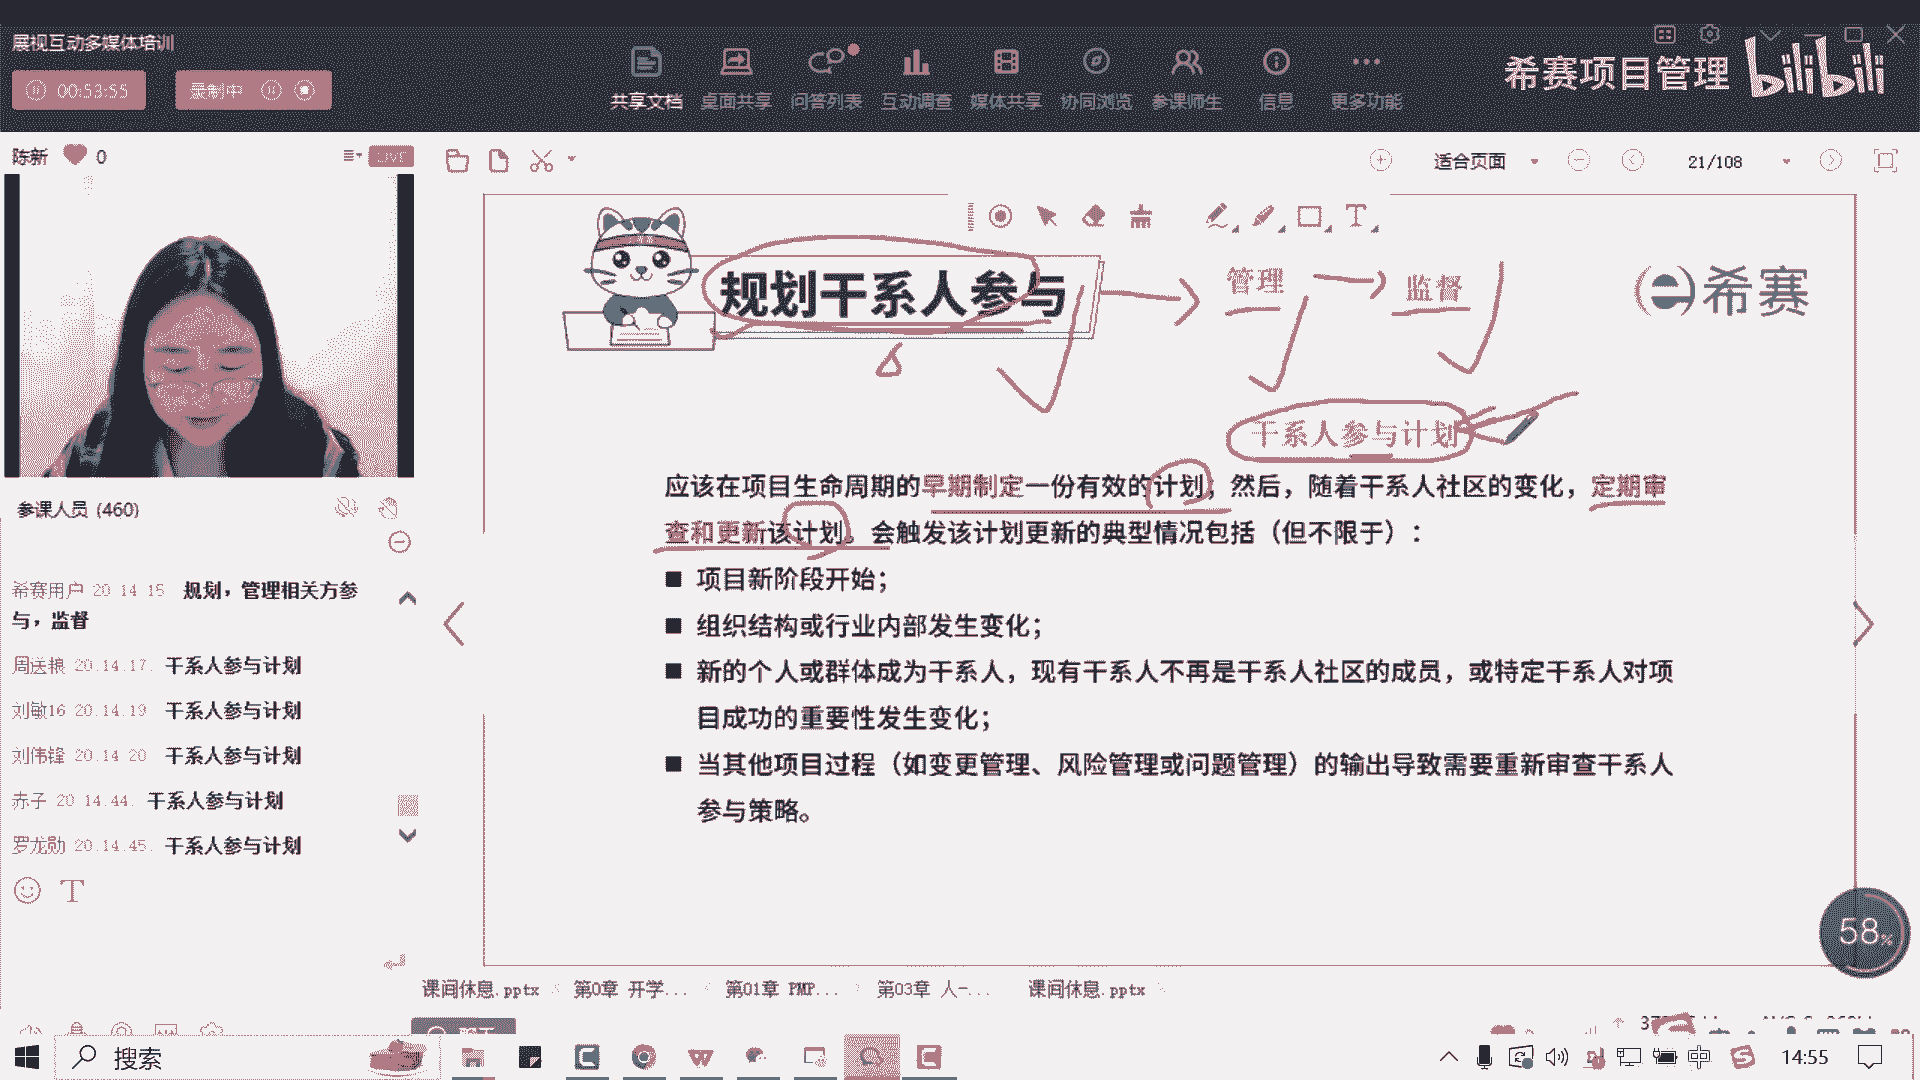 展视互动多媒体培训
00:53:55
录制中
共享文档 桌面共享 问答列表 互动调查 媒体共享 协同浏览 参课师生 信息 更多功能
希赛项目管理 bilibili
陈新 0
LIVE
适合页面
21/108
规划干系人参与
管理
监督
希赛
干系人参与计划
应该在项目生命周期的早期制定一份有效的计划，然后，随着干系人社区的变化，定期审
查和更新该计划。会触发该计划更新的典型情况包括（但不限于）：
■ 项目新阶段开始；
■ 组织结构或行业内部发生变化；
■ 新的个人或群体成为干系人，现有干系人不再是干系人社区的成员，或特定干系人对项
目成功的重要性发生变化；
■ 当其他项目过程（如变更管理、风险管理或问题管理）的输出导致需要重新审查干系人
参与策略。
参课人员 (460)
希赛用户 20 14 15 规划，管理相关方参
与，监督
周送粮 20.14.17. 干系人参与计划
刘敏16 20.14.19 干系人参与计划
刘伟锋 20 14 20 干系人参与计划
赤子 20 14.44. 干系人参与计划
罗龙勋 20.14.45. 干系人参与计划
58%
课间休息.pptx
第0章 开学...
第01章 PMP...
第03章 人-...
课间休息.pptx
搜索
中
14:55